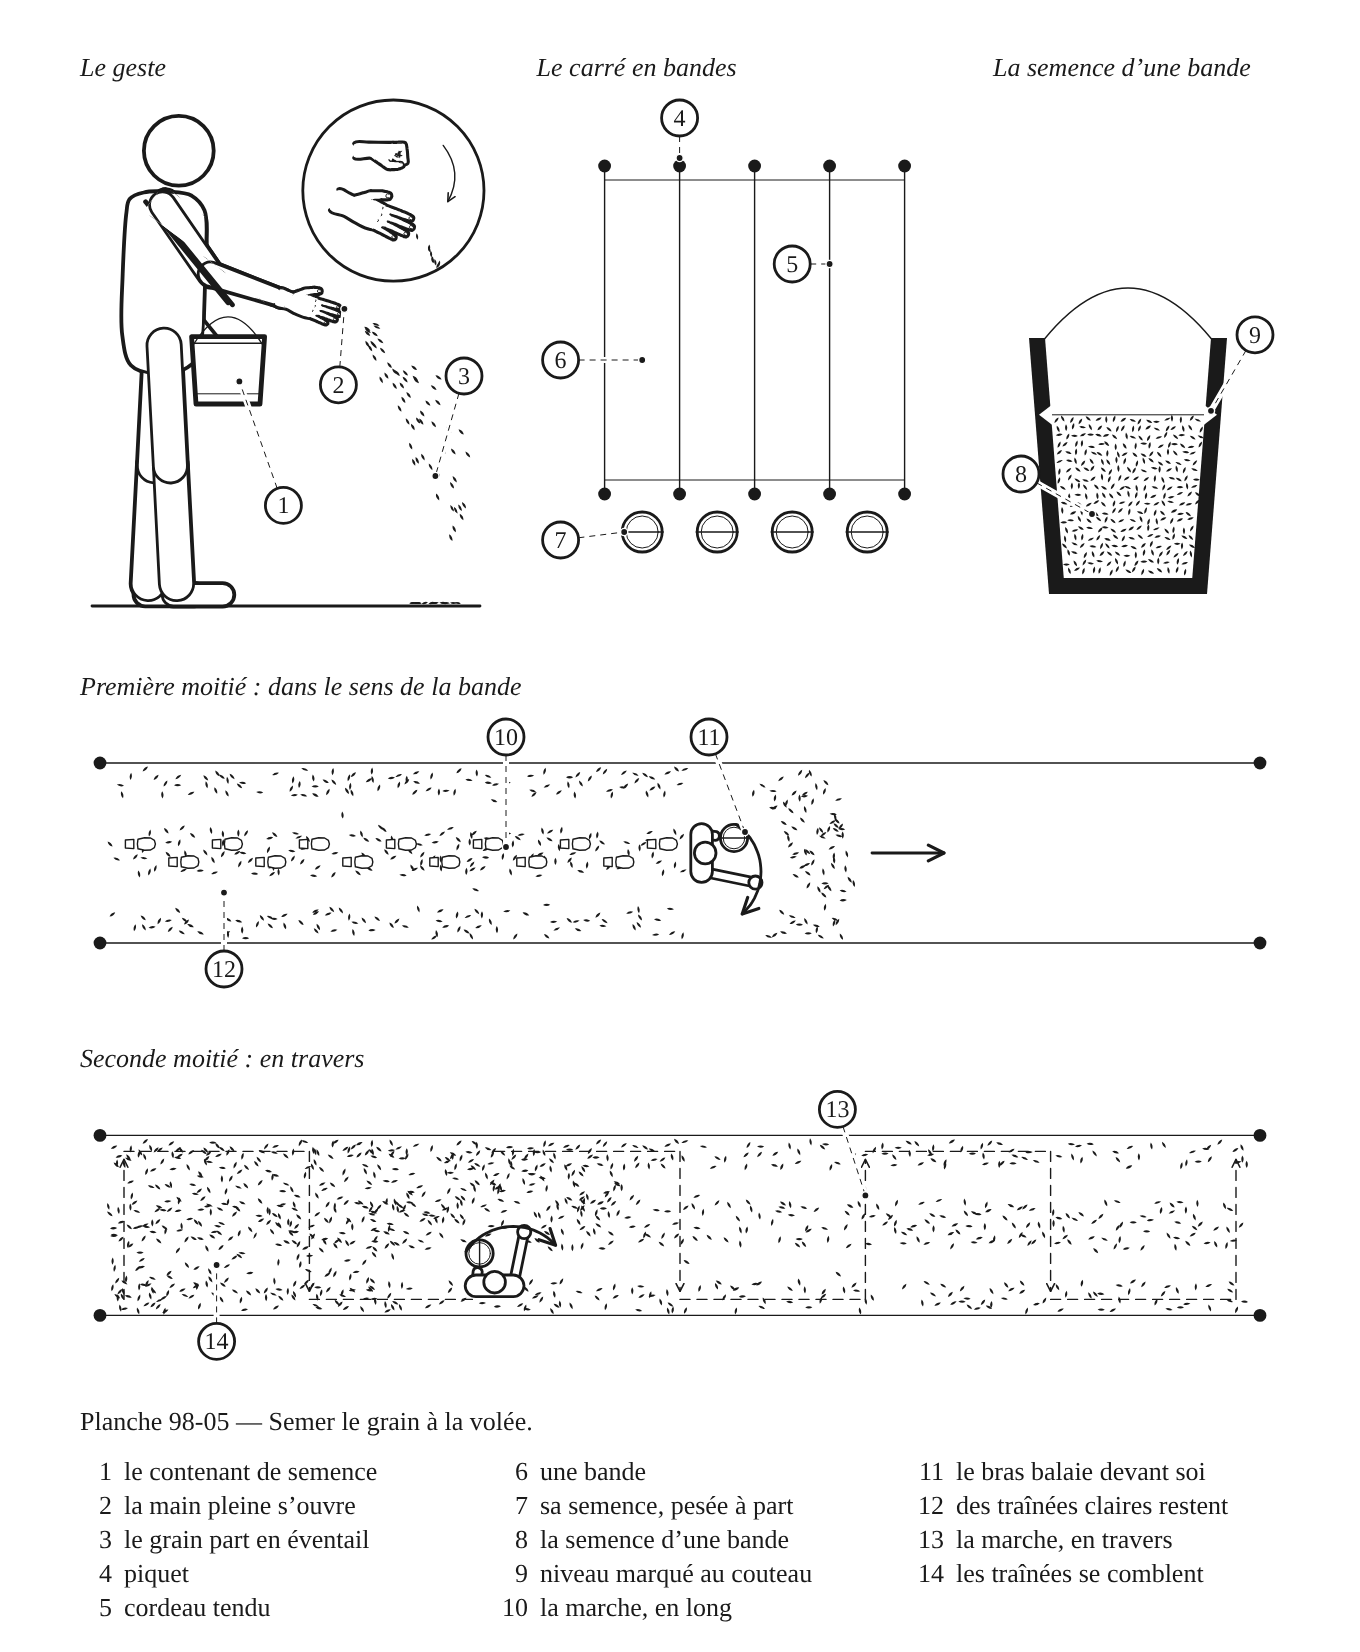 Le geste
Le carré en bandes
La semence d’une bande
4
5
9
6
2
3
8
1
7
Première moitié : dans le sens de la bande
10
11
12
Seconde moitié : en travers
13
14
Planche 98-05 — Semer le grain à la volée.
1 le contenant de semence
2 la main pleine s’ouvre
3 le grain part en éventail
4 piquet
5 cordeau tendu
6 une bande
7 sa semence, pesée à part
8 la semence d’une bande
9 niveau marqué au couteau
10 la marche, en long
11 le bras balaie devant soi
12 des traînées claires restent
13 la marche, en travers
14 les traînées se comblent